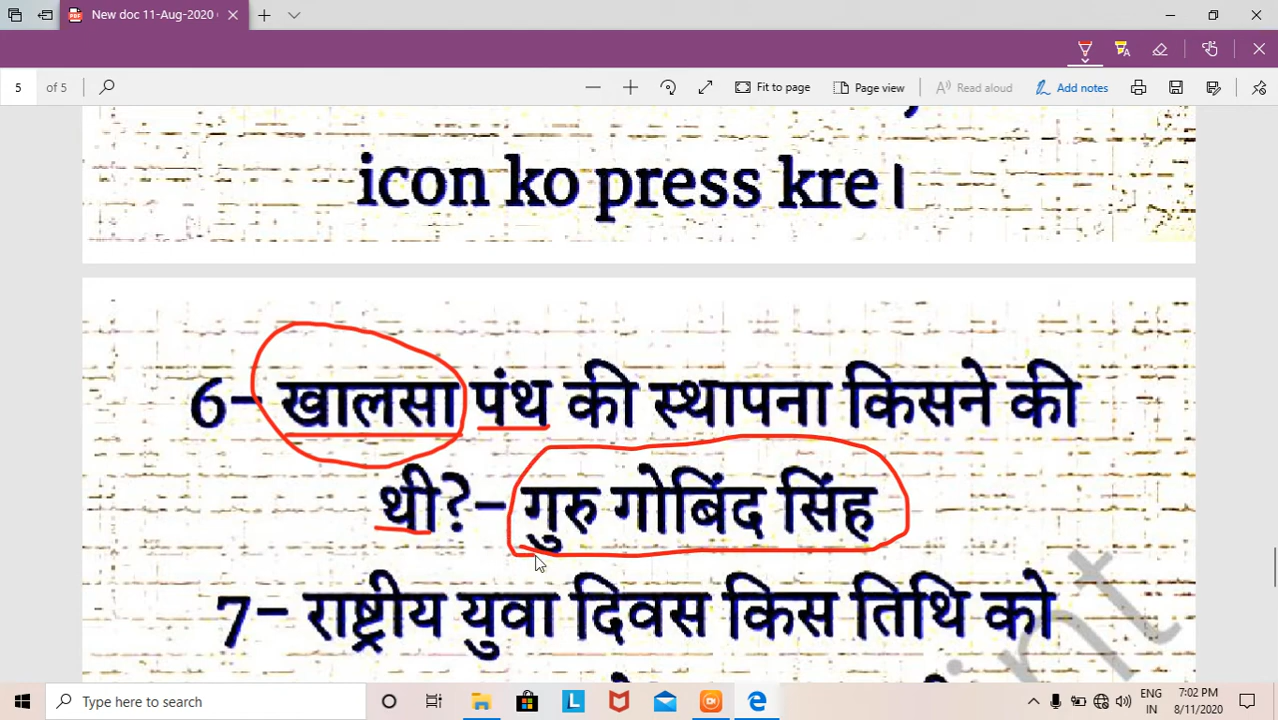 New doc 11-Aug-2020
5 of 5
Fit to page
Page view
Read aloud
Add notes
icon ko press kre।
6– खालसा पंथ की स्थापना किसने की
थी?– गुरु गोबिंद सिंह
7– राष्ट्रीय युवा दिवस किस तिथि को
Type here to search
ENG
IN
7:02 PM
8/11/2020